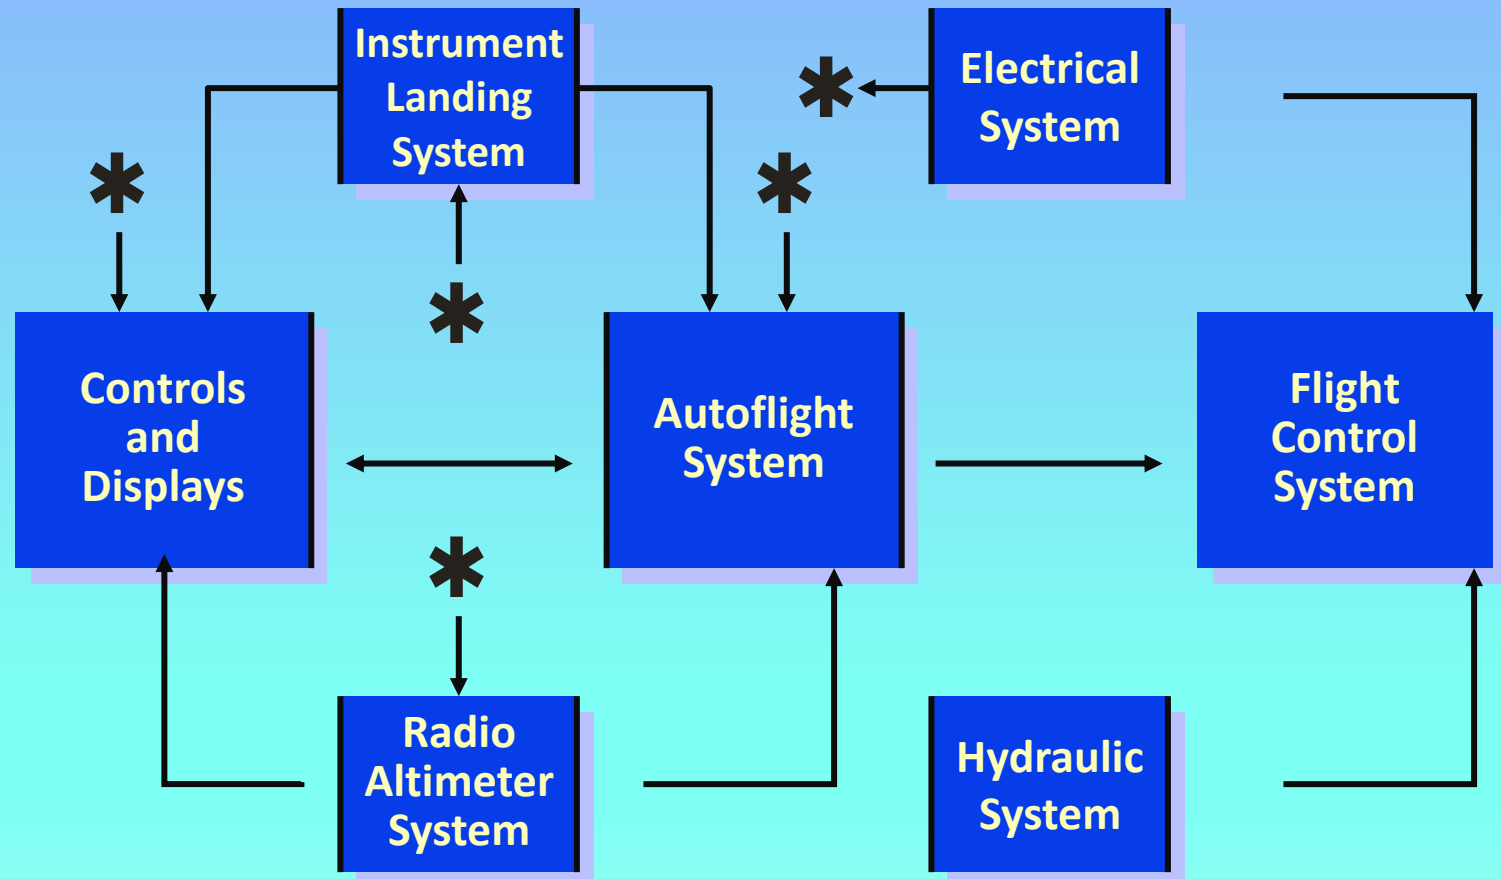 Instrument
Landing
System
Electrical
System
*
*
*
*
Controls
and
Displays
Autoflight
System
Flight
Control
System
*
Radio
Altimeter
System
Hydraulic
System